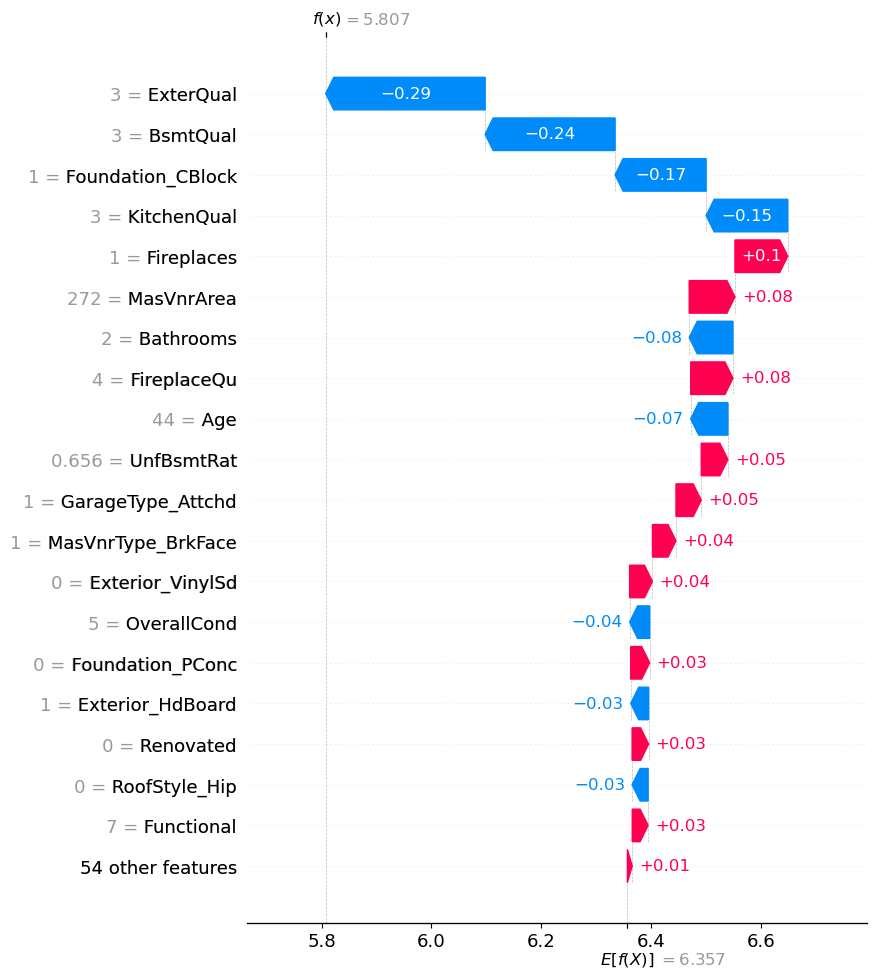 f(x) = 5.807
3 = ExterQual −0.29
3 = BsmtQual −0.24
1 = Foundation_CBlock −0.17
3 = KitchenQual −0.15
1 = Fireplaces +0.1
272 = MasVnrArea +0.08
2 = Bathrooms −0.08
4 = FireplaceQu +0.08
44 = Age −0.07
0.656 = UnfBsmtRat +0.05
1 = GarageType_Attchd +0.05
1 = MasVnrType_BrkFace +0.04
0 = Exterior_VinylSd +0.04
5 = OverallCond −0.04
0 = Foundation_PConc +0.03
1 = Exterior_HdBoard −0.03
0 = Renovated +0.03
0 = RoofStyle_Hip −0.03
7 = Functional +0.03
54 other features +0.01
5.8 6.0 6.2 6.4 6.6
E[f(X)] = 6.357